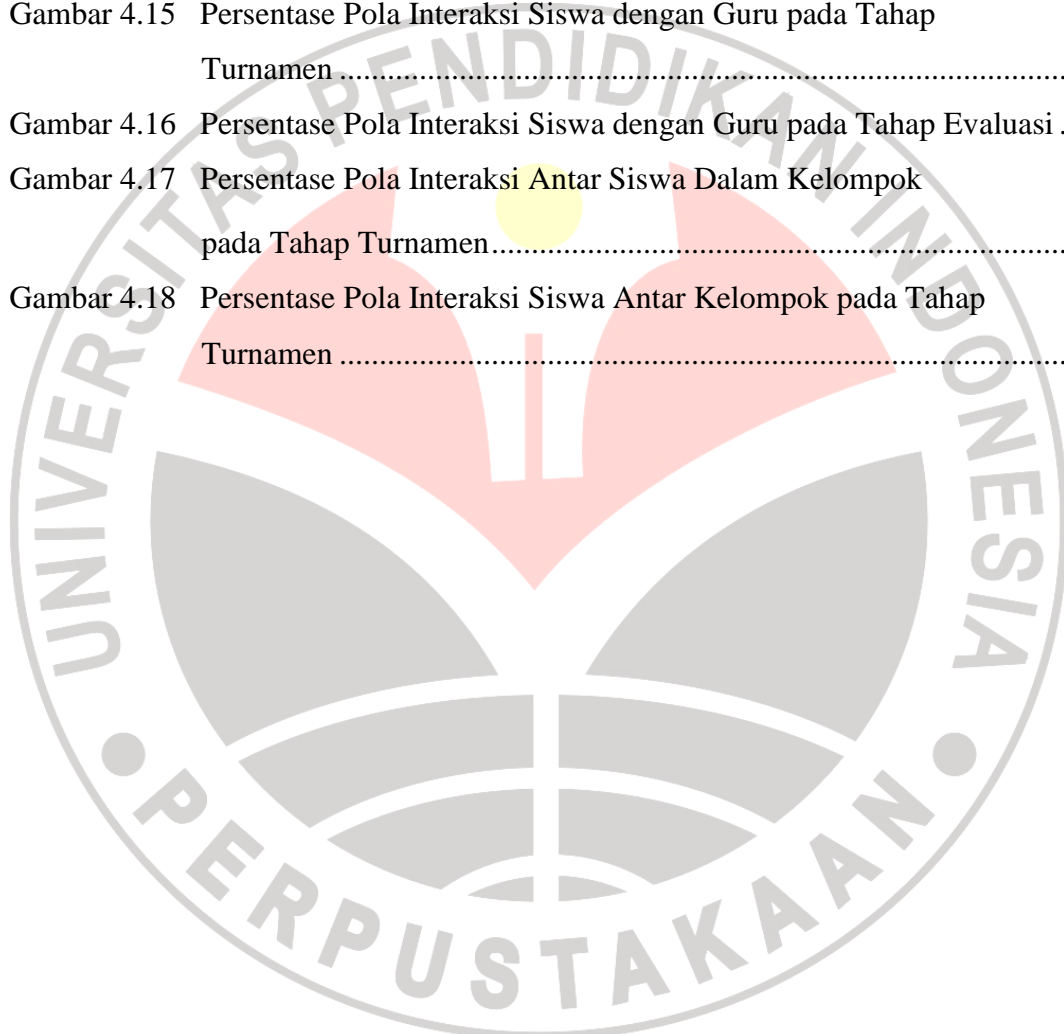 Gambar 4.15 Persentase Pola Interaksi Siswa dengan Guru pada Tahap
Turnamen ..........................................................................................
Gambar 4.16 Persentase Pola Interaksi Siswa dengan Guru pada Tahap Evaluasi .
Gambar 4.17 Persentase Pola Interaksi Antar Siswa Dalam Kelompok
pada Tahap Turnamen.......................................................................
Gambar 4.18 Persentase Pola Interaksi Siswa Antar Kelompok pada Tahap
Turnamen ..........................................................................................
UNIVERSITAS PENDIDIKAN INDONESIA
PERPUSTAKAAN